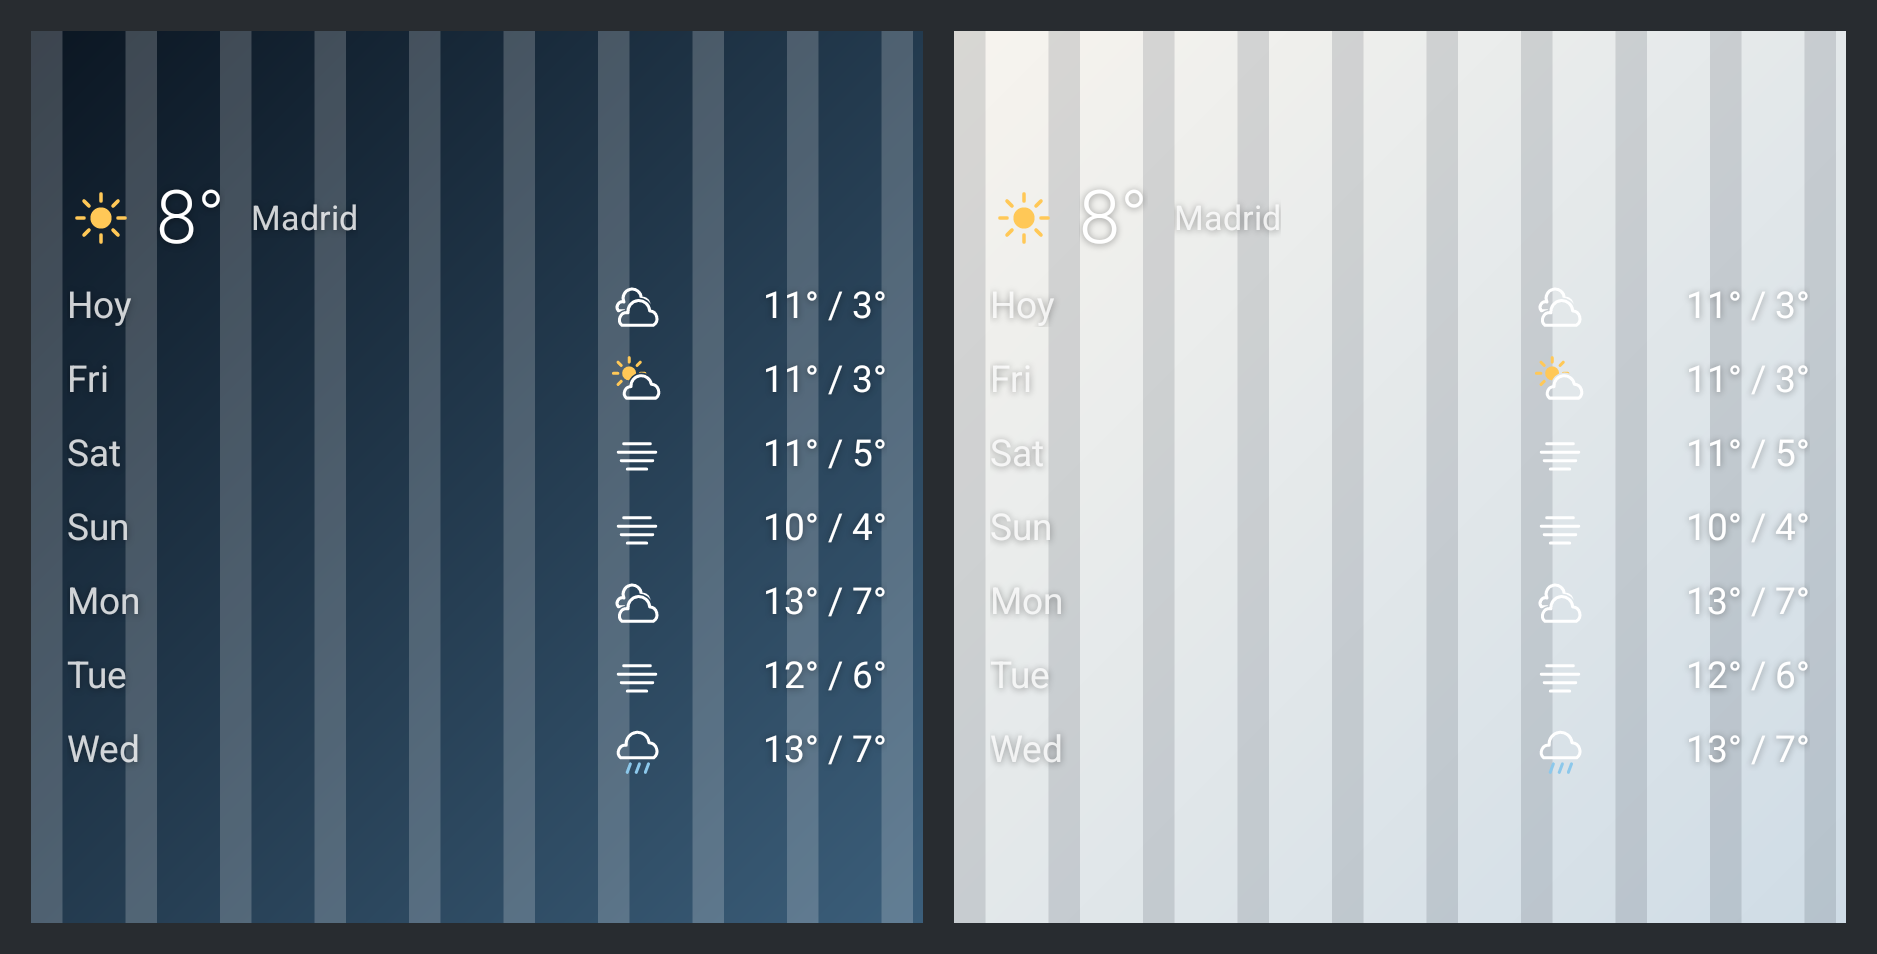 8° Madrid
Hoy 11° / 3°
Fri 11° / 3°
Sat 11° / 5°
Sun 10° / 4°
Mon 13° / 7°
Tue 12° / 6°
Wed 13° / 7°
8° Madrid
Hoy 11° / 3°
Fri 11° / 3°
Sat 11° / 5°
Sun 10° / 4°
Mon 13° / 7°
Tue 12° / 6°
Wed 13° / 7°